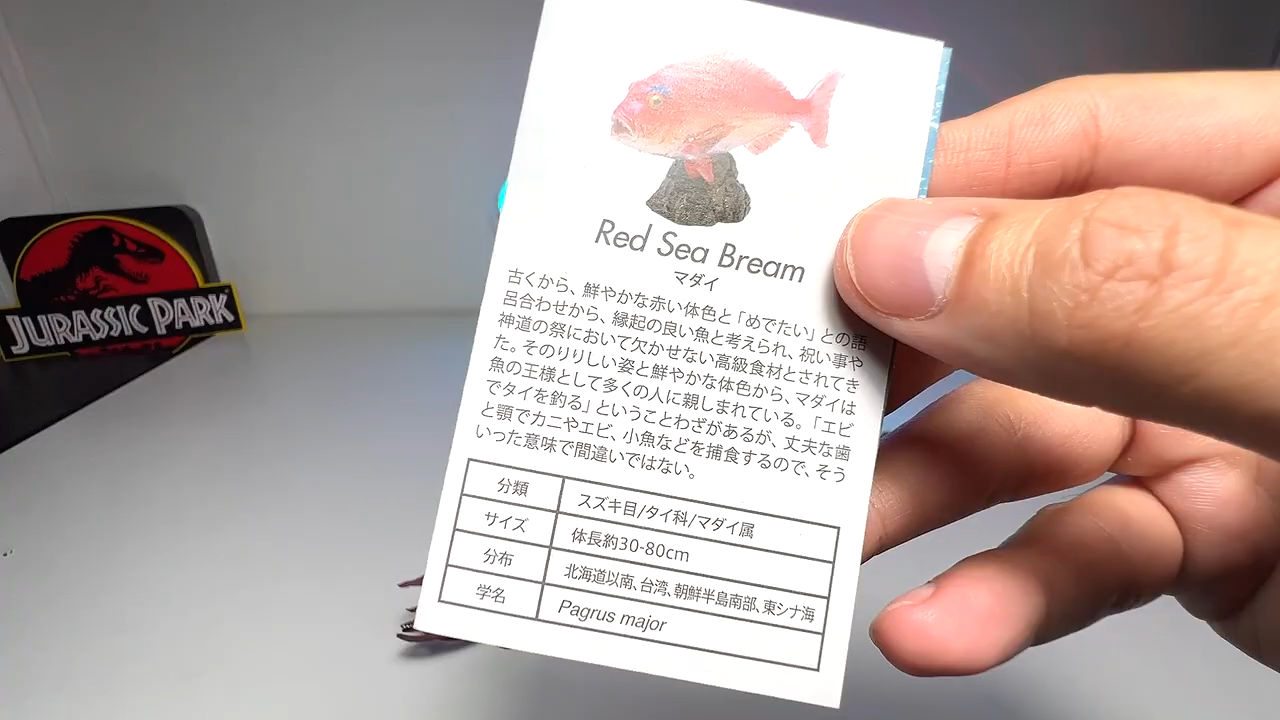 JURASSIC PARK
Red Sea Bream
マダイ
古くから、鮮やかな赤い体色と「めでたい」との語
呂合わせから、縁起の良い魚と考えられ、祝い事や
神道の祭において欠かせない高級食材とされてき
た。そのりりしい姿と鮮やかな体色から、マダイは
魚の王様として多くの人に親しまれている。「エビ
でタイを釣る」ということわざがあるが、丈夫な歯
と顎でカニやエビ、小魚などを捕食するので、そう
いった意味で間違いではない。
分類 スズキ目/タイ科/マダイ属
サイズ 体長約30-80cm
分布 北海道以南、台湾、朝鮮半島南部、東シナ海
学名 Pagrus major